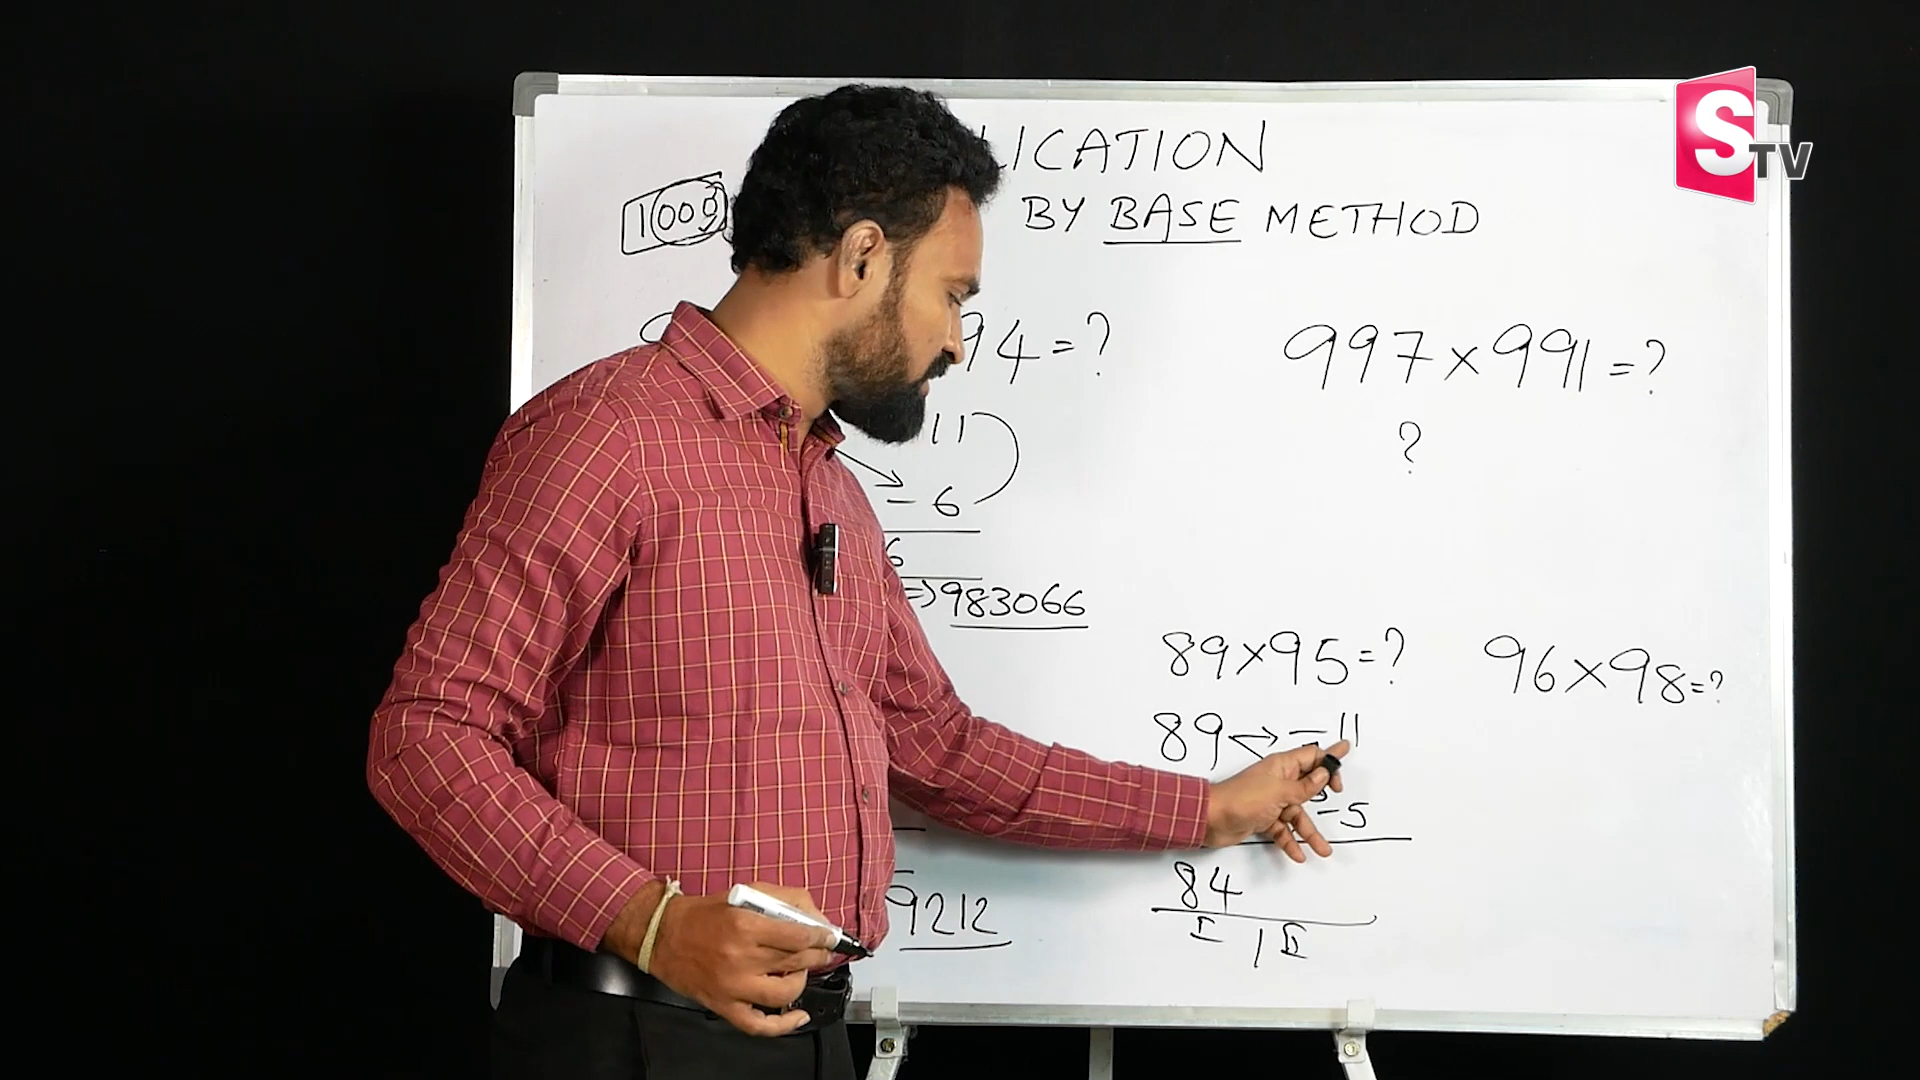 STV
LICATION
1000
BY BASE METHOD
94=?
997×991=?
11
?
-6
6
=>983066
89×95=?
96×98=?
89 → -11
-5
84
9212
I / II